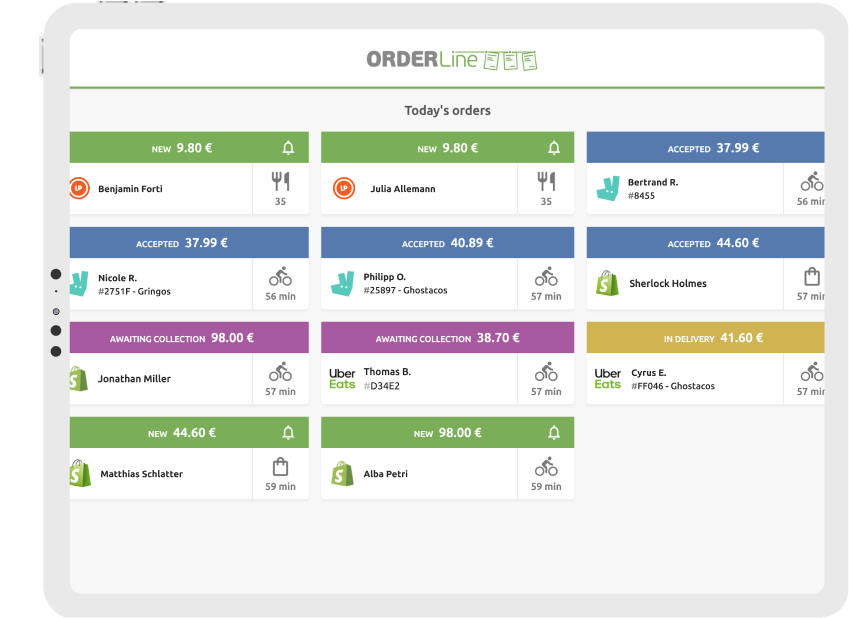 ORDERLine
Today's orders
NEW 9.80 €
LP
Benjamin Forti
35
NEW 9.80 €
LP
Julia Allemann
35
ACCEPTED 37.99 €
Bertrand R.
#8455
56 min
ACCEPTED 37.99 €
Nicole R.
#2751F - Gringos
56 min
ACCEPTED 40.89 €
Philipp O.
#25897 - Ghostacos
57 min
ACCEPTED 44.60 €
Sherlock Holmes
57 min
AWAITING COLLECTION 98.00 €
Jonathan Miller
57 min
AWAITING COLLECTION 38.70 €
Uber
Eats
Thomas B.
#D34E2
57 min
IN DELIVERY 41.60 €
Uber
Eats
Cyrus E.
#FF046 - Ghostacos
57 min
NEW 44.60 €
Matthias Schlatter
59 min
NEW 98.00 €
Alba Petri
59 min